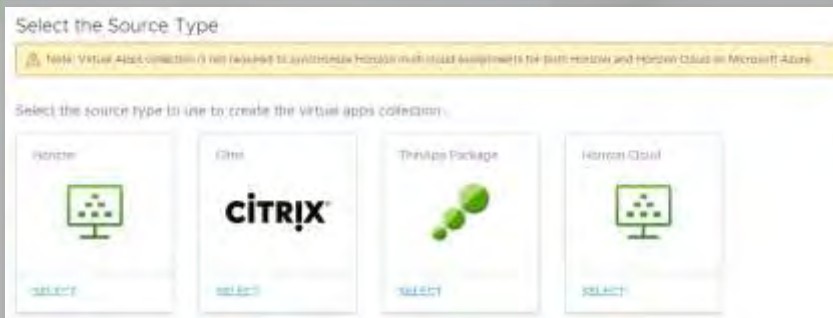 Select the Source Type
Note: Virtual Apps collection is not required to synchronize Horizon multi-cloud assignments for both Horizon and Horizon Cloud on Microsoft Azure.
Select the source type to use to create the virtual apps collection.
Horizon
Citrix
ThinApp Package
Horizon Cloud
CİTRIX
SELECT
SELECT
SELECT
SELECT